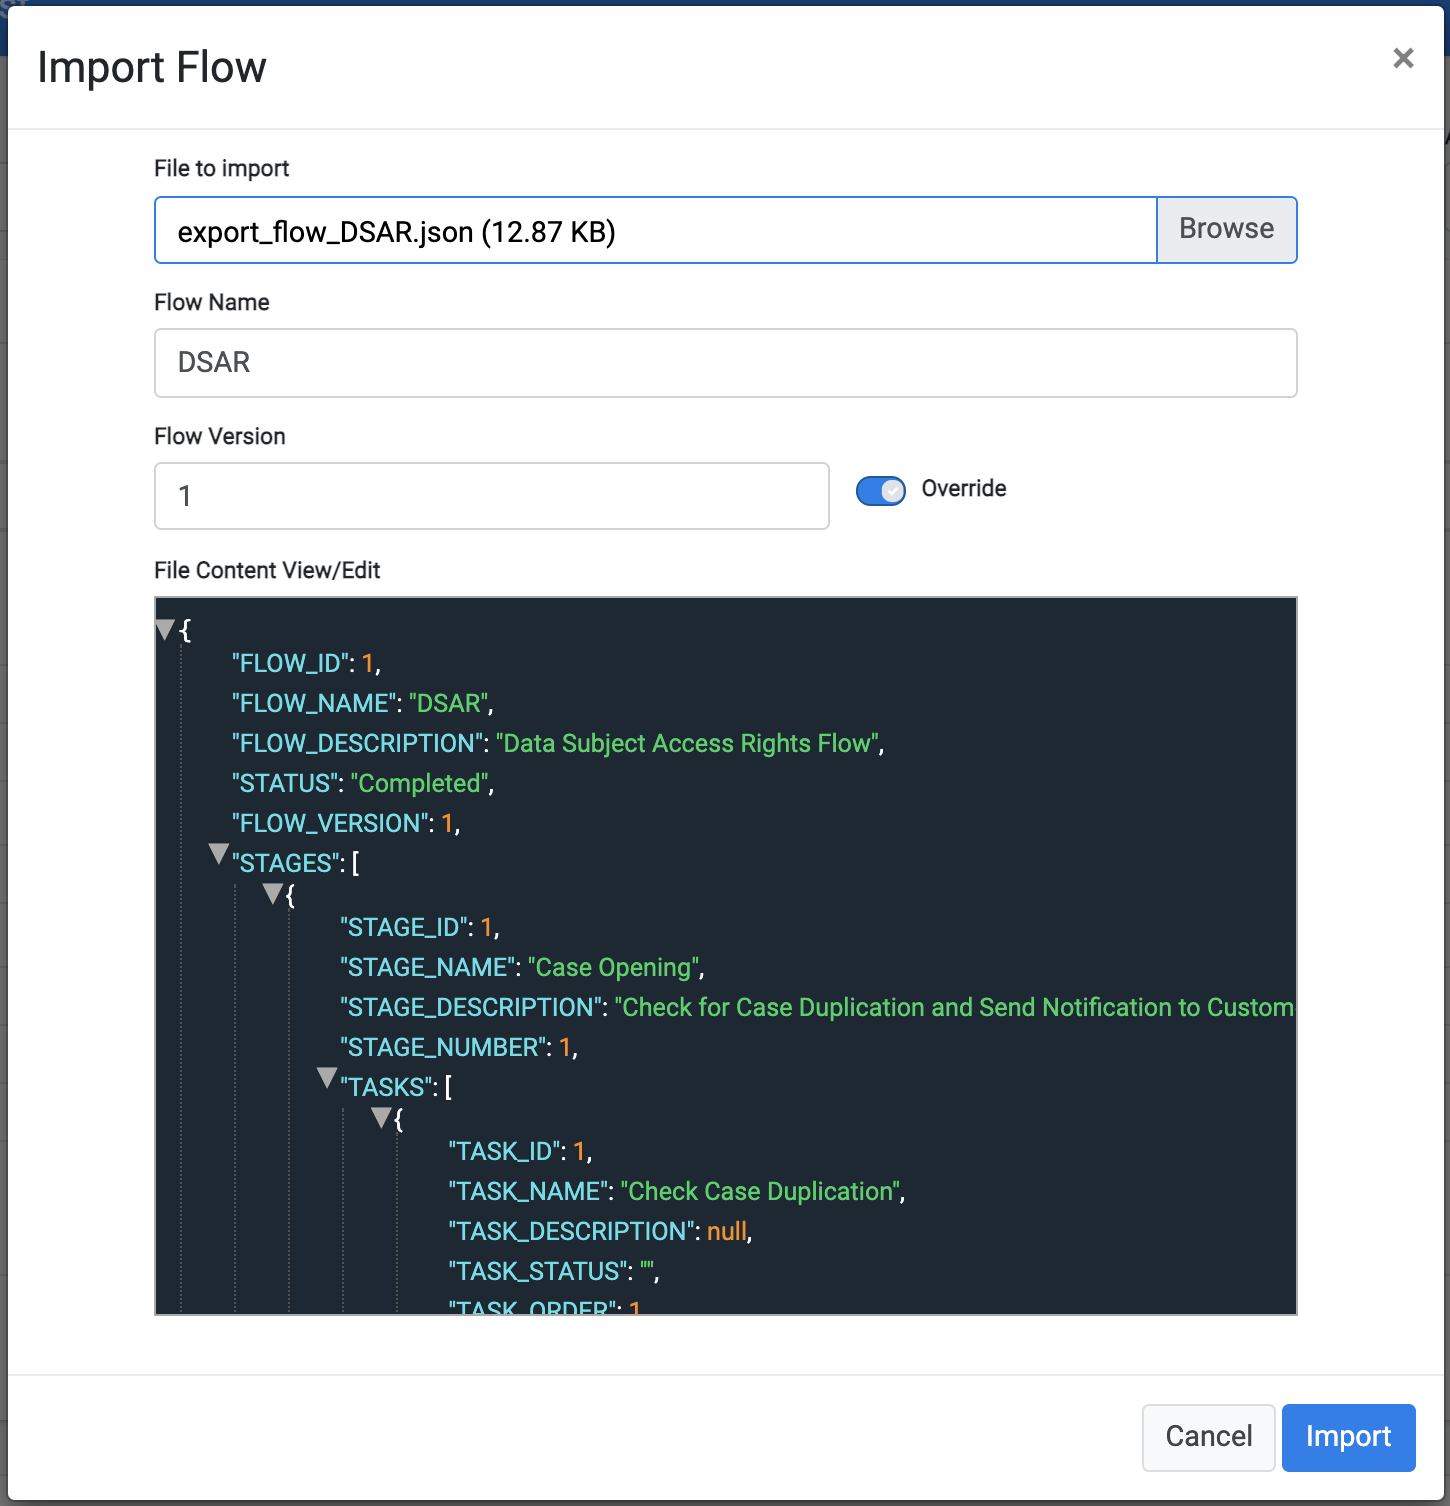 Import Flow
×
File to import
export_flow_DSAR.json (12.87 KB)
Browse
Flow Name
DSAR
Flow Version
1
Override
File Content View/Edit
{
"FLOW_ID": 1,
"FLOW_NAME": "DSAR",
"FLOW_DESCRIPTION": "Data Subject Access Rights Flow",
"STATUS": "Completed",
"FLOW_VERSION": 1,
"STAGES": [
{
"STAGE_ID": 1,
"STAGE_NAME": "Case Opening",
"STAGE_DESCRIPTION": "Check for Case Duplication and Send Notification to Custom
"STAGE_NUMBER": 1,
"TASKS": [
{
"TASK_ID": 1,
"TASK_NAME": "Check Case Duplication",
"TASK_DESCRIPTION": null,
"TASK_STATUS": "",
"TASK_ORDER": 1
Cancel
Import